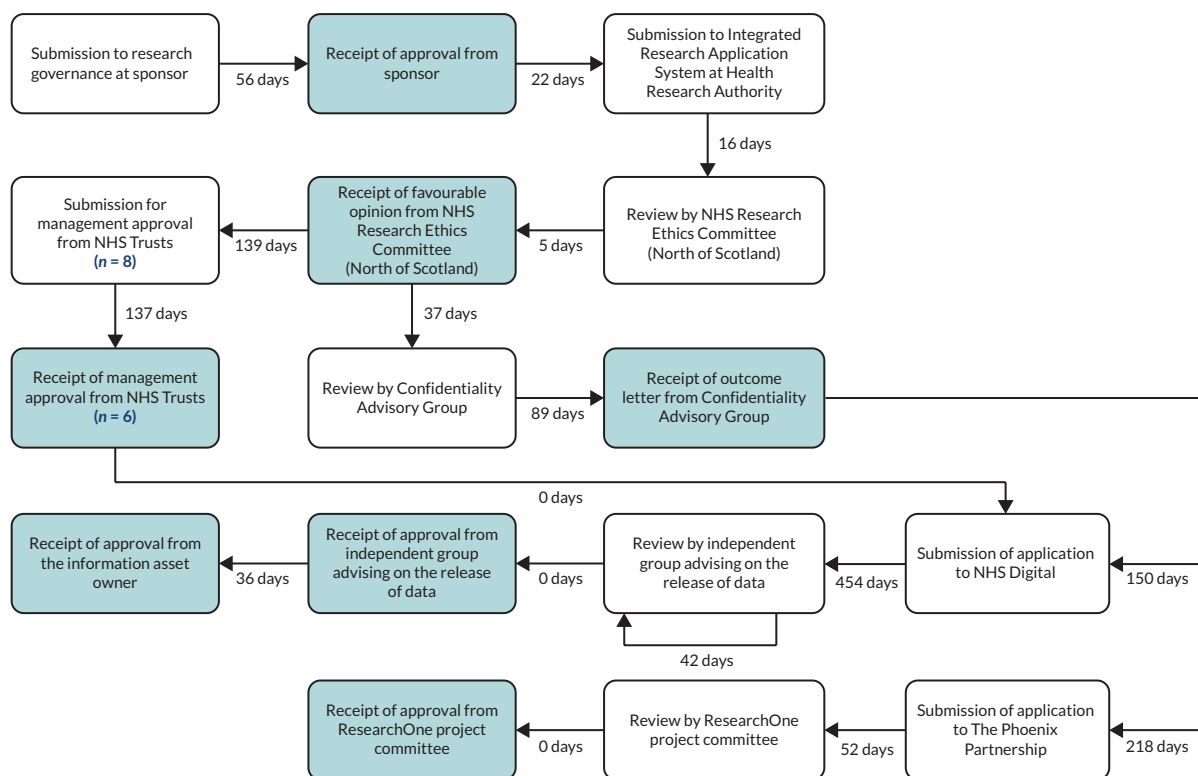 Submission to research
governance at sponsor
56 days
Receipt of approval from
sponsor
22 days
Submission to Integrated
Research Application
System at Health
Research Authority
16 days
Submission for
management approval
from NHS Trusts
(n = 8)
139 days
Receipt of favourable
opinion from NHS
Research Ethics
Committee
(North of Scotland)
5 days
Review by NHS Research
Ethics Committee
(North of Scotland)
137 days
37 days
Receipt of management
approval from NHS Trusts
(n = 6)
Review by Confidentiality
Advisory Group
89 days
Receipt of outcome
letter from Confidentiality
Advisory Group
0 days
Receipt of approval from
the information asset
owner
36 days
Receipt of approval from
independent group
advising on the release
of data
0 days
Review by independent
group advising on the
release of data
454 days
Submission of application
to NHS Digital
150 days
42 days
Receipt of approval from
ResearchOne project
committee
0 days
Review by ResearchOne
project committee
52 days
Submission of application
to The Phoenix
Partnership
218 days